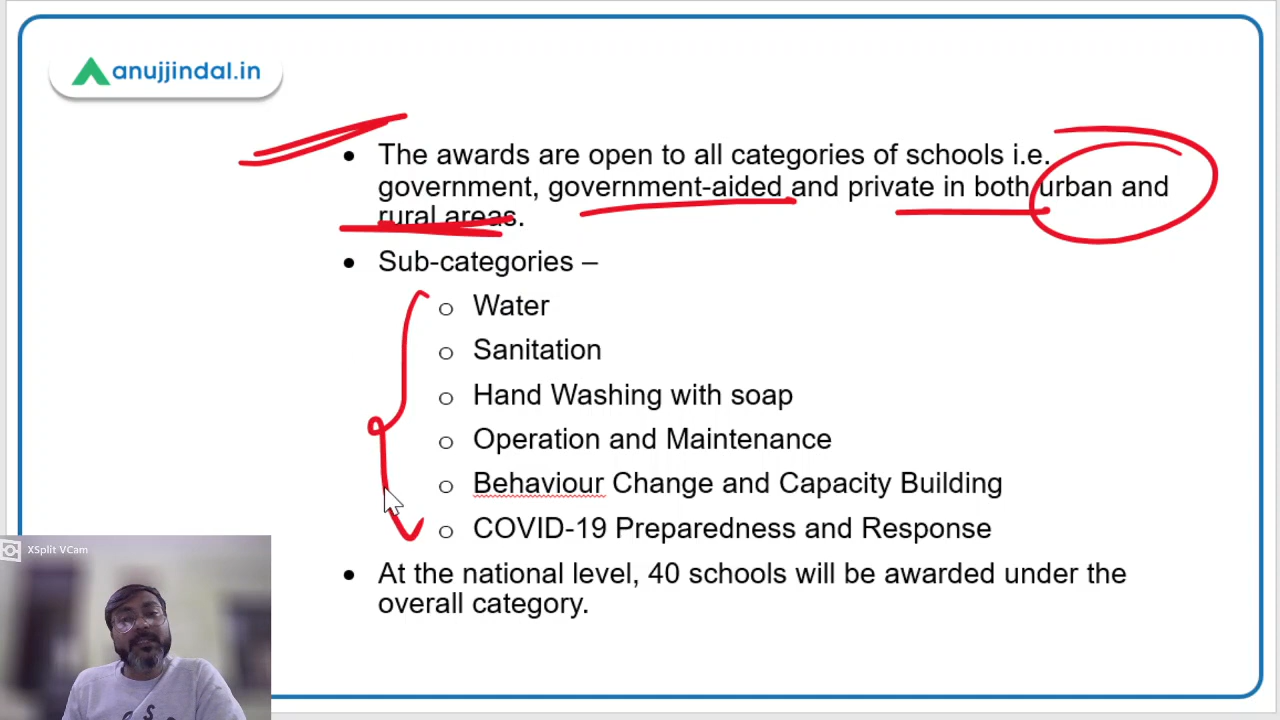 anujjindal.in
The awards are open to all categories of schools i.e.
government, government-aided and private in both urban and
rural areas.
Sub-categories –
Water
Sanitation
Hand Washing with soap
Operation and Maintenance
Behaviour Change and Capacity Building
COVID-19 Preparedness and Response
At the national level, 40 schools will be awarded under the
overall category.
XSplit VCam